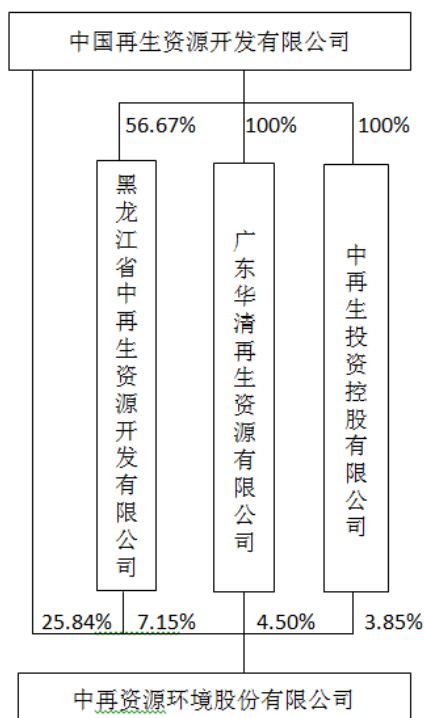 中国再生资源开发有限公司
56.67% 100% 100%
黑龙江省中再生资源开发有限公司
广东华清再生资源有限公司
中再生投资控股有限公司
25.84% 7.15% 4.50% 3.85%
中再资源环境股份有限公司